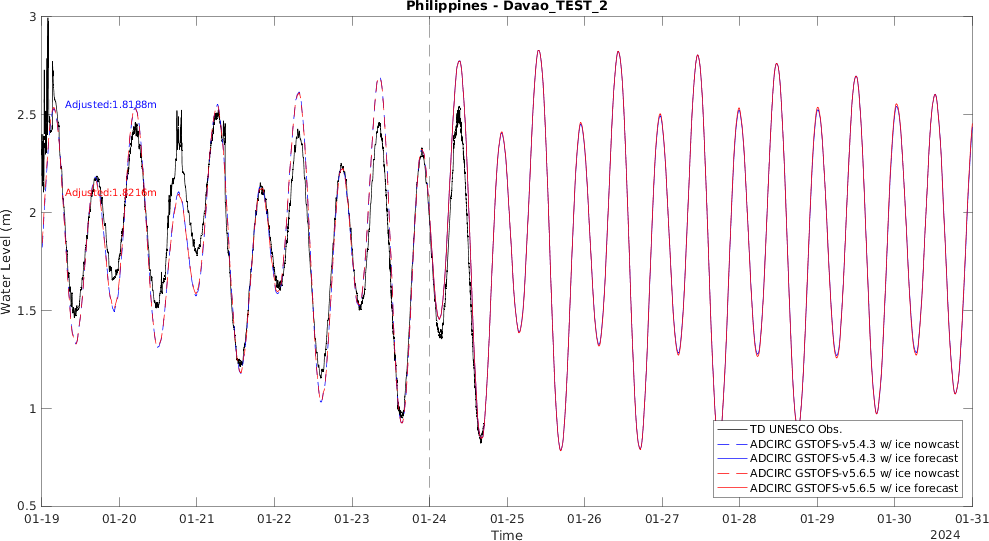 Philippines - Davao_TEST_2
3
2.5
2
1.5
1
0.5
Water Level (m)
Adjusted:1.8188m
Adjusted:1.8216m
TD UNESCO Obs.
ADCIRC GSTOFS-v5.4.3 w/ ice nowcast
ADCIRC GSTOFS-v5.4.3 w/ ice forecast
ADCIRC GSTOFS-v5.6.5 w/ ice nowcast
ADCIRC GSTOFS-v5.6.5 w/ ice forecast
01-19 01-20 01-21 01-22 01-23 01-24 01-25 01-26 01-27 01-28 01-29 01-30 01-31
Time
2024